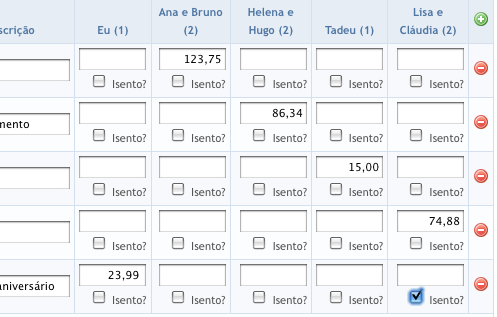 scrição Eu (1) Ana e Bruno (2) Helena e Hugo (2) Tadeu (1) Lísa e Cláudia (2)
123,75
Isento? Isento? Isento? Isento? Isento?
mento 86,34
Isento? Isento? Isento? Isento? Isento?
15,00
Isento? Isento? Isento? Isento? Isento?
74,88
Isento? Isento? Isento? Isento? Isento?
niversário 23,99
Isento? Isento? Isento? Isento? Isento?